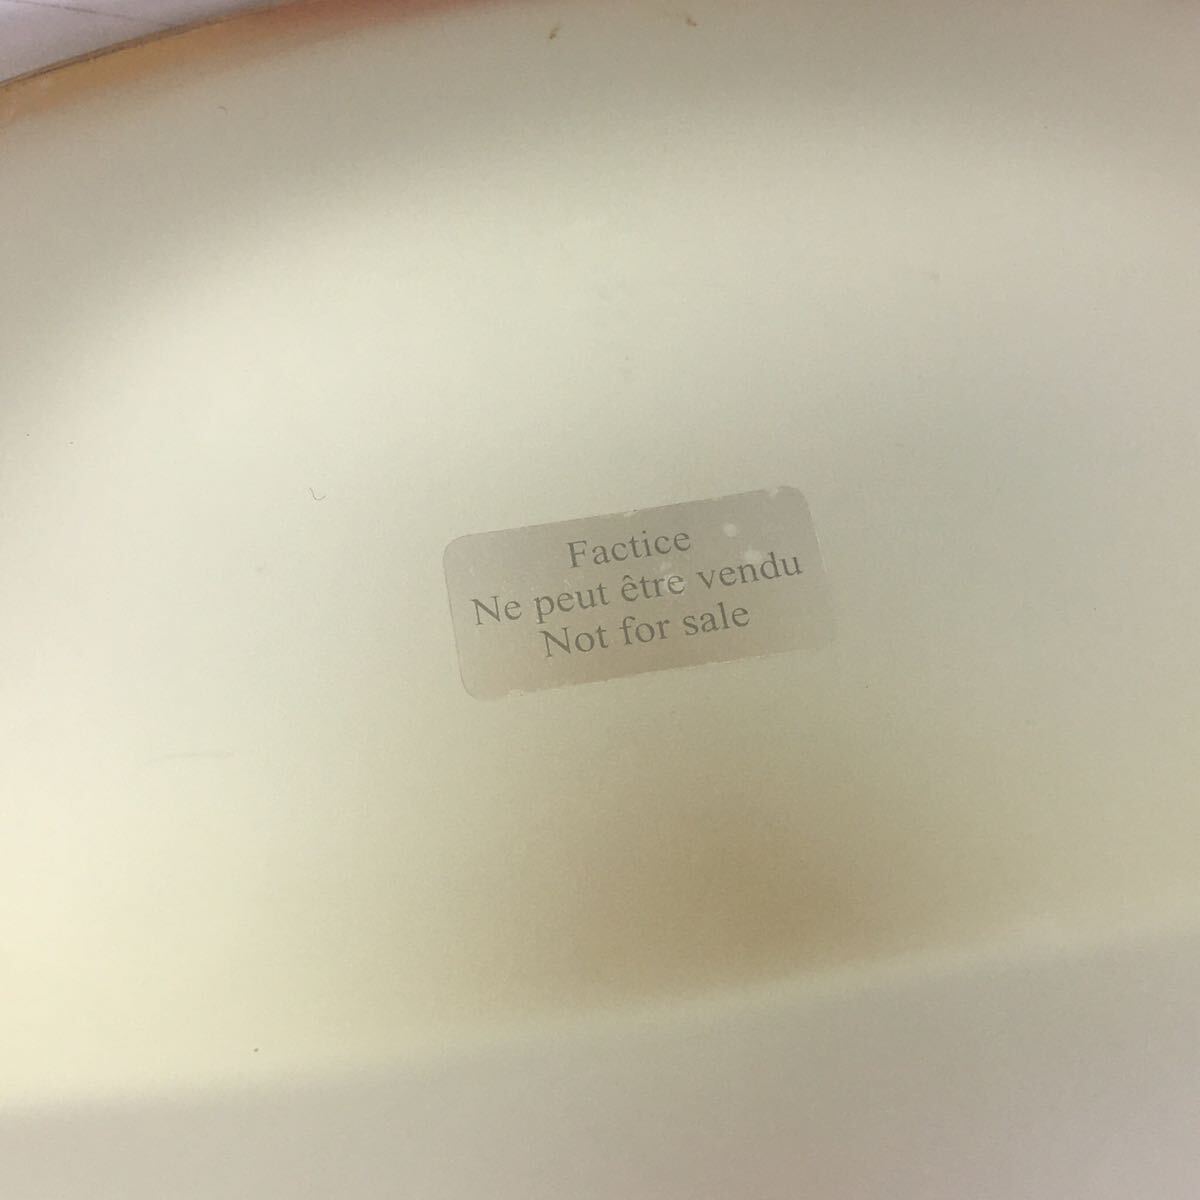 Factice
Ne peut être vendu
Not for sale